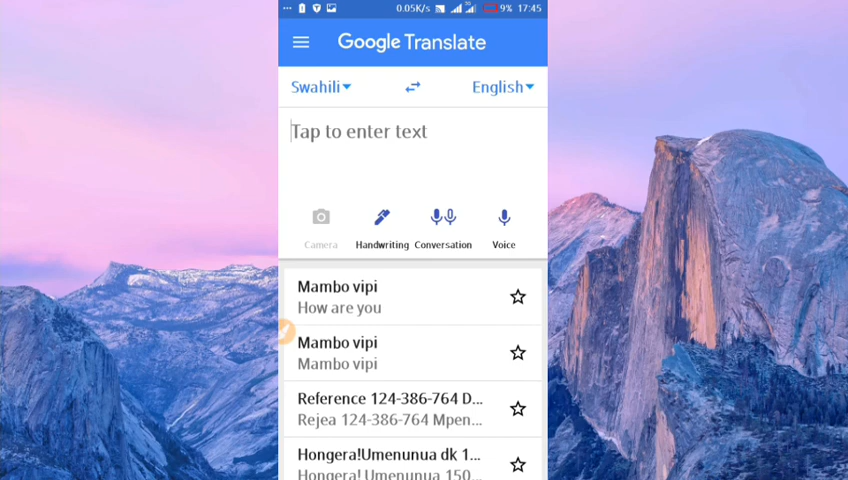 0.05K/s 3G 9% 17:45
Google Translate
Swahili English
Tap to enter text
Camera Handwriting Conversation Voice
Mambo vipi
How are you
Mambo vipi
Mambo vipi
Reference 124-386-764 D...
Rejea 124-386-764 Mpen...
Hongera!Umenunua dk 1...
Hongera! Umenunua 150...